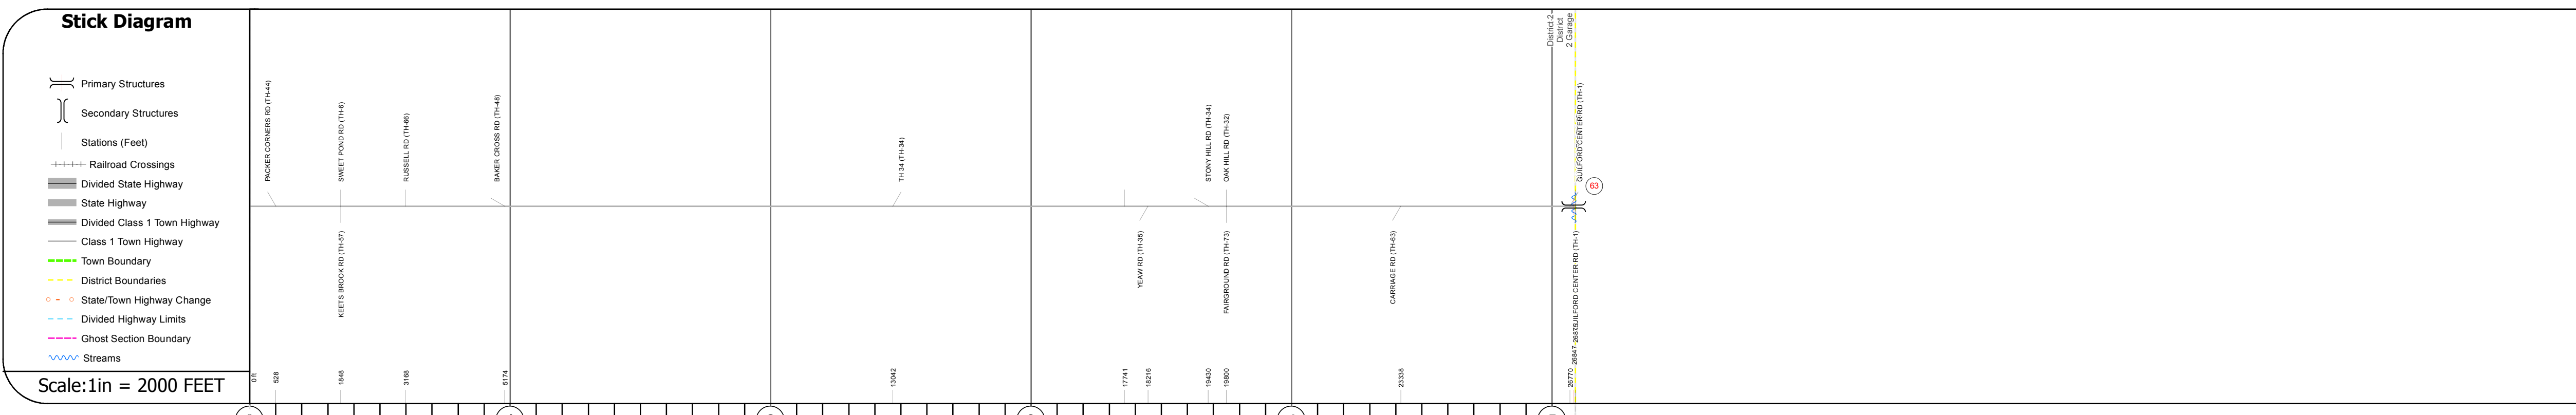 Stick Diagram
Primary Structures
Secondary Structures
Stations (Feet)
Railroad Crossings
Divided State Highway
State Highway
Divided Class 1 Town Highway
Class 1 Town Highway
Town Boundary
District Boundaries
State/Town Highway Change
Divided Highway Limits
Ghost Section Boundary
Streams
Scale:1in = 2000 FEET
PACKER CORNERS RD (TH-44)
SWEET POND RD (TH-6)
RUSSELL RD (TH-66)
BAKER CROSS RD (TH-48)
TH 34 (TH-34)
STONY HILL RD (TH-34)
OAK HILL RD (TH-32)
District 2
District
2 Garage
GUILFORD CENTER RD (TH-1)
63
KEETS BROOK RD (TH-57)
YEAW RD (TH-35)
FAIRGROUND RD (TH-73)
CARRIAGE RD (TH-63)
GUILFORD CENTER RD (TH-1)
0 ft
528
1848
3168
5174
13042
17741
18216
19430
19800
23338
26770
26847